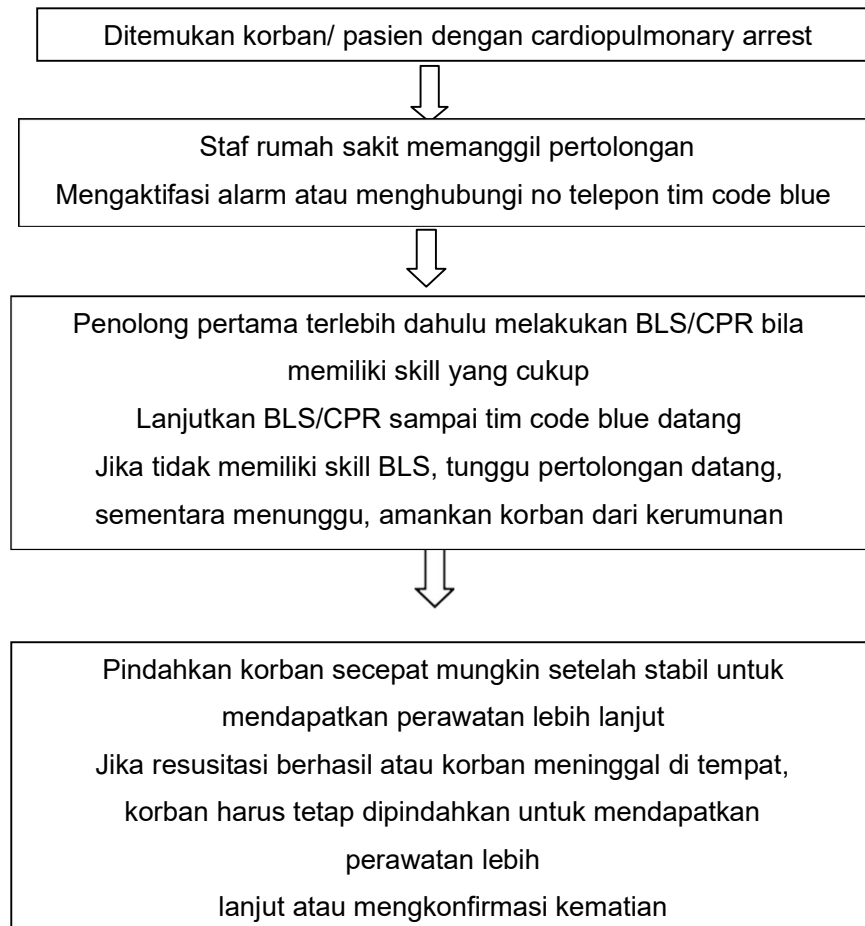 Ditemukan korban/ pasien dengan cardiopulmonary arrest
Staf rumah sakit memanggil pertolongan
Mengaktifasi alarm atau menghubungi no telepon tim code blue
Penolong pertama terlebih dahulu melakukan BLS/CPR bila
memiliki skill yang cukup
Lanjutkan BLS/CPR sampai tim code blue datang
Jika tidak memiliki skill BLS, tunggu pertolongan datang,
sementara menunggu, amankan korban dari kerumunan
Pindahkan korban secepat mungkin setelah stabil untuk
mendapatkan perawatan lebih lanjut
Jika resusitasi berhasil atau korban meninggal di tempat,
korban harus tetap dipindahkan untuk mendapatkan
perawatan lebih
lanjut atau mengkonfirmasi kematian